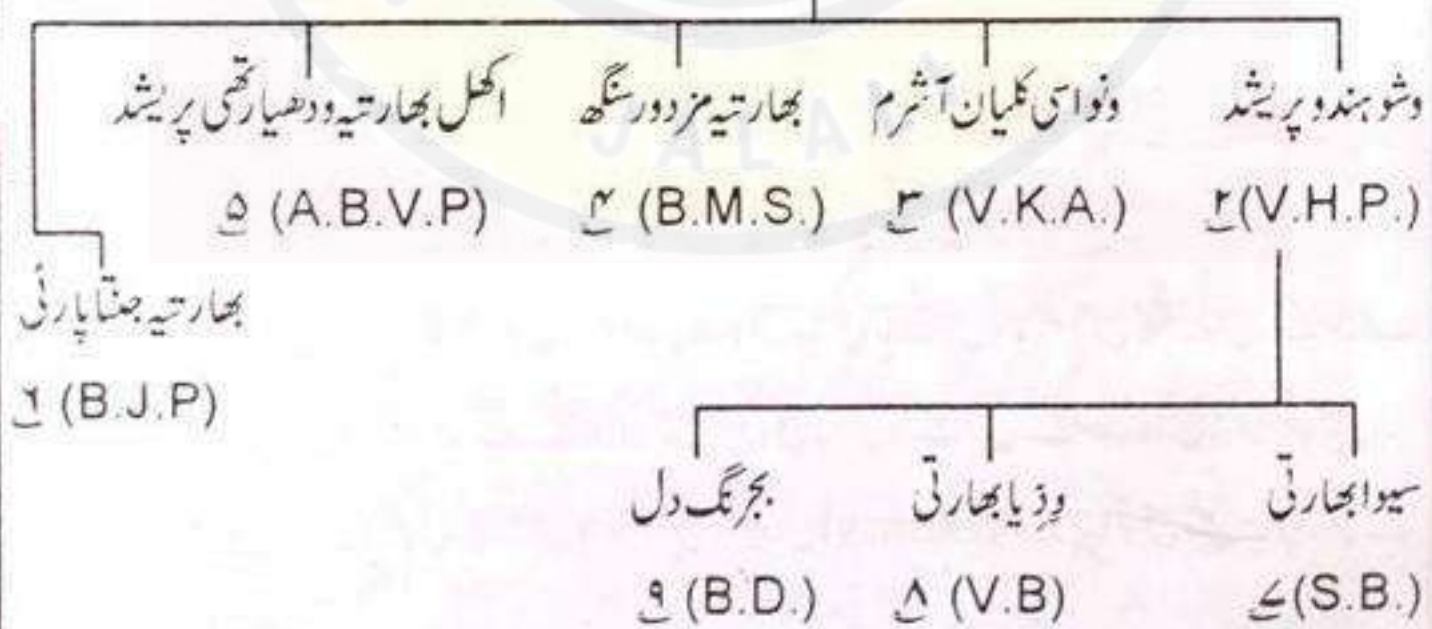 وشو ہندو پریشد ونواسی کلیان آشرم بھارتیہ مزدور سنگھ اکھل بھارتیہ ودھیارتھی پریشد
(V.H.P.) ۲ (V.K.A.) ۳ (B.M.S.) ۴ (A.B.V.P) ۵
بھارتیہ جنتا پارٹی
(B.J.P) ۶
سیوا بھارتی ودیا بھارتی بجرنگ دل
(S.B.) ۷ (V.B) ۸ (B.D.) ۹
JALA